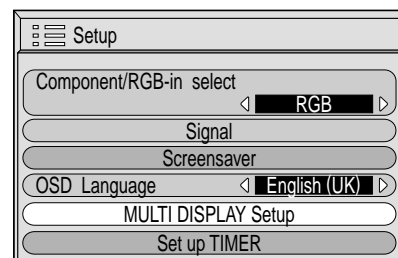 Setup
Component/RGB-in select
RGB
Signal
Screensaver
OSD Language English (UK)
MULTI DISPLAY Setup
Set up TIMER